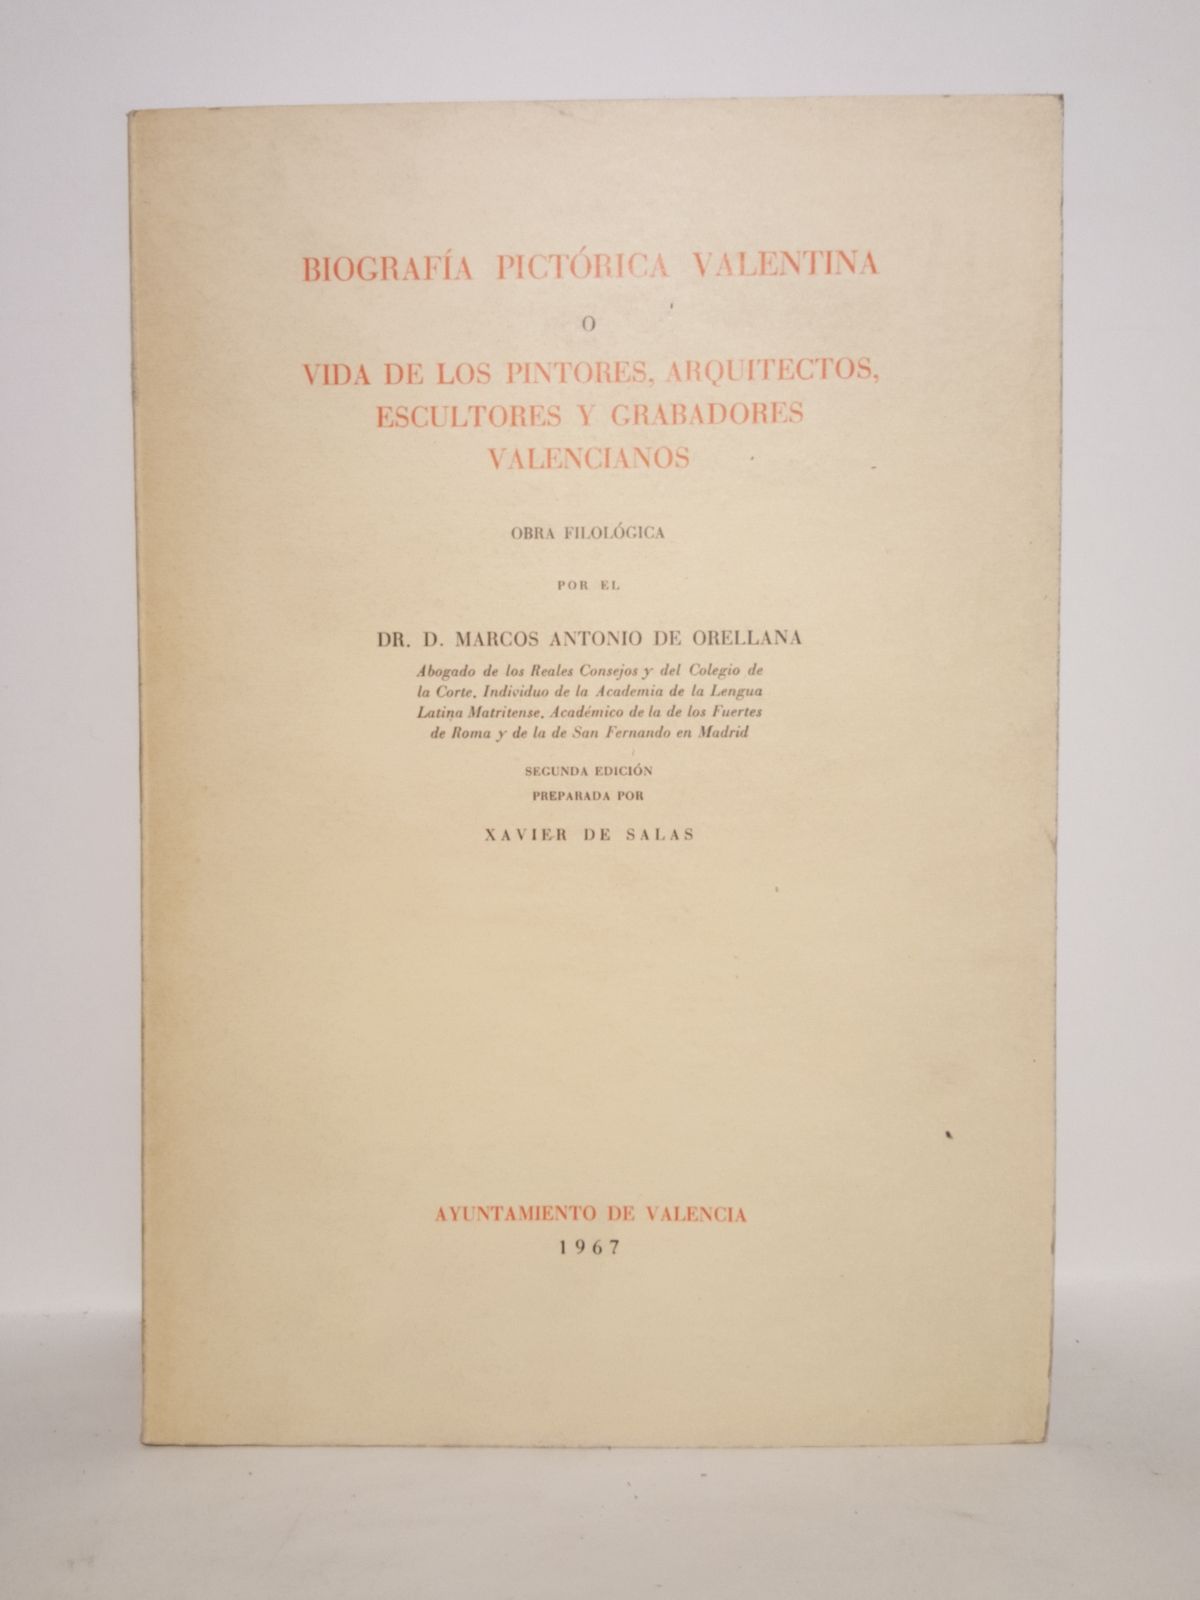 BIOGRAFÍA PICTÓRICA VALENTINA
O
VIDA DE LOS PINTORES, ARQUITECTOS,
ESCULTORES Y GRABADORES
VALENCIANOS
OBRA FILOLÓGICA
POR EL
DR. D. MARCOS ANTONIO DE ORELLANA
Abogado de los Reales Consejos y del Colegio de
la Corte, Individuo de la Academia de la Lengua
Latina Matritense, Académico de la de los Fuertes
de Roma y de la de San Fernando en Madrid
SEGUNDA EDICIÓN
PREPARADA POR
XAVIER DE SALAS
AYUNTAMIENTO DE VALENCIA
1967